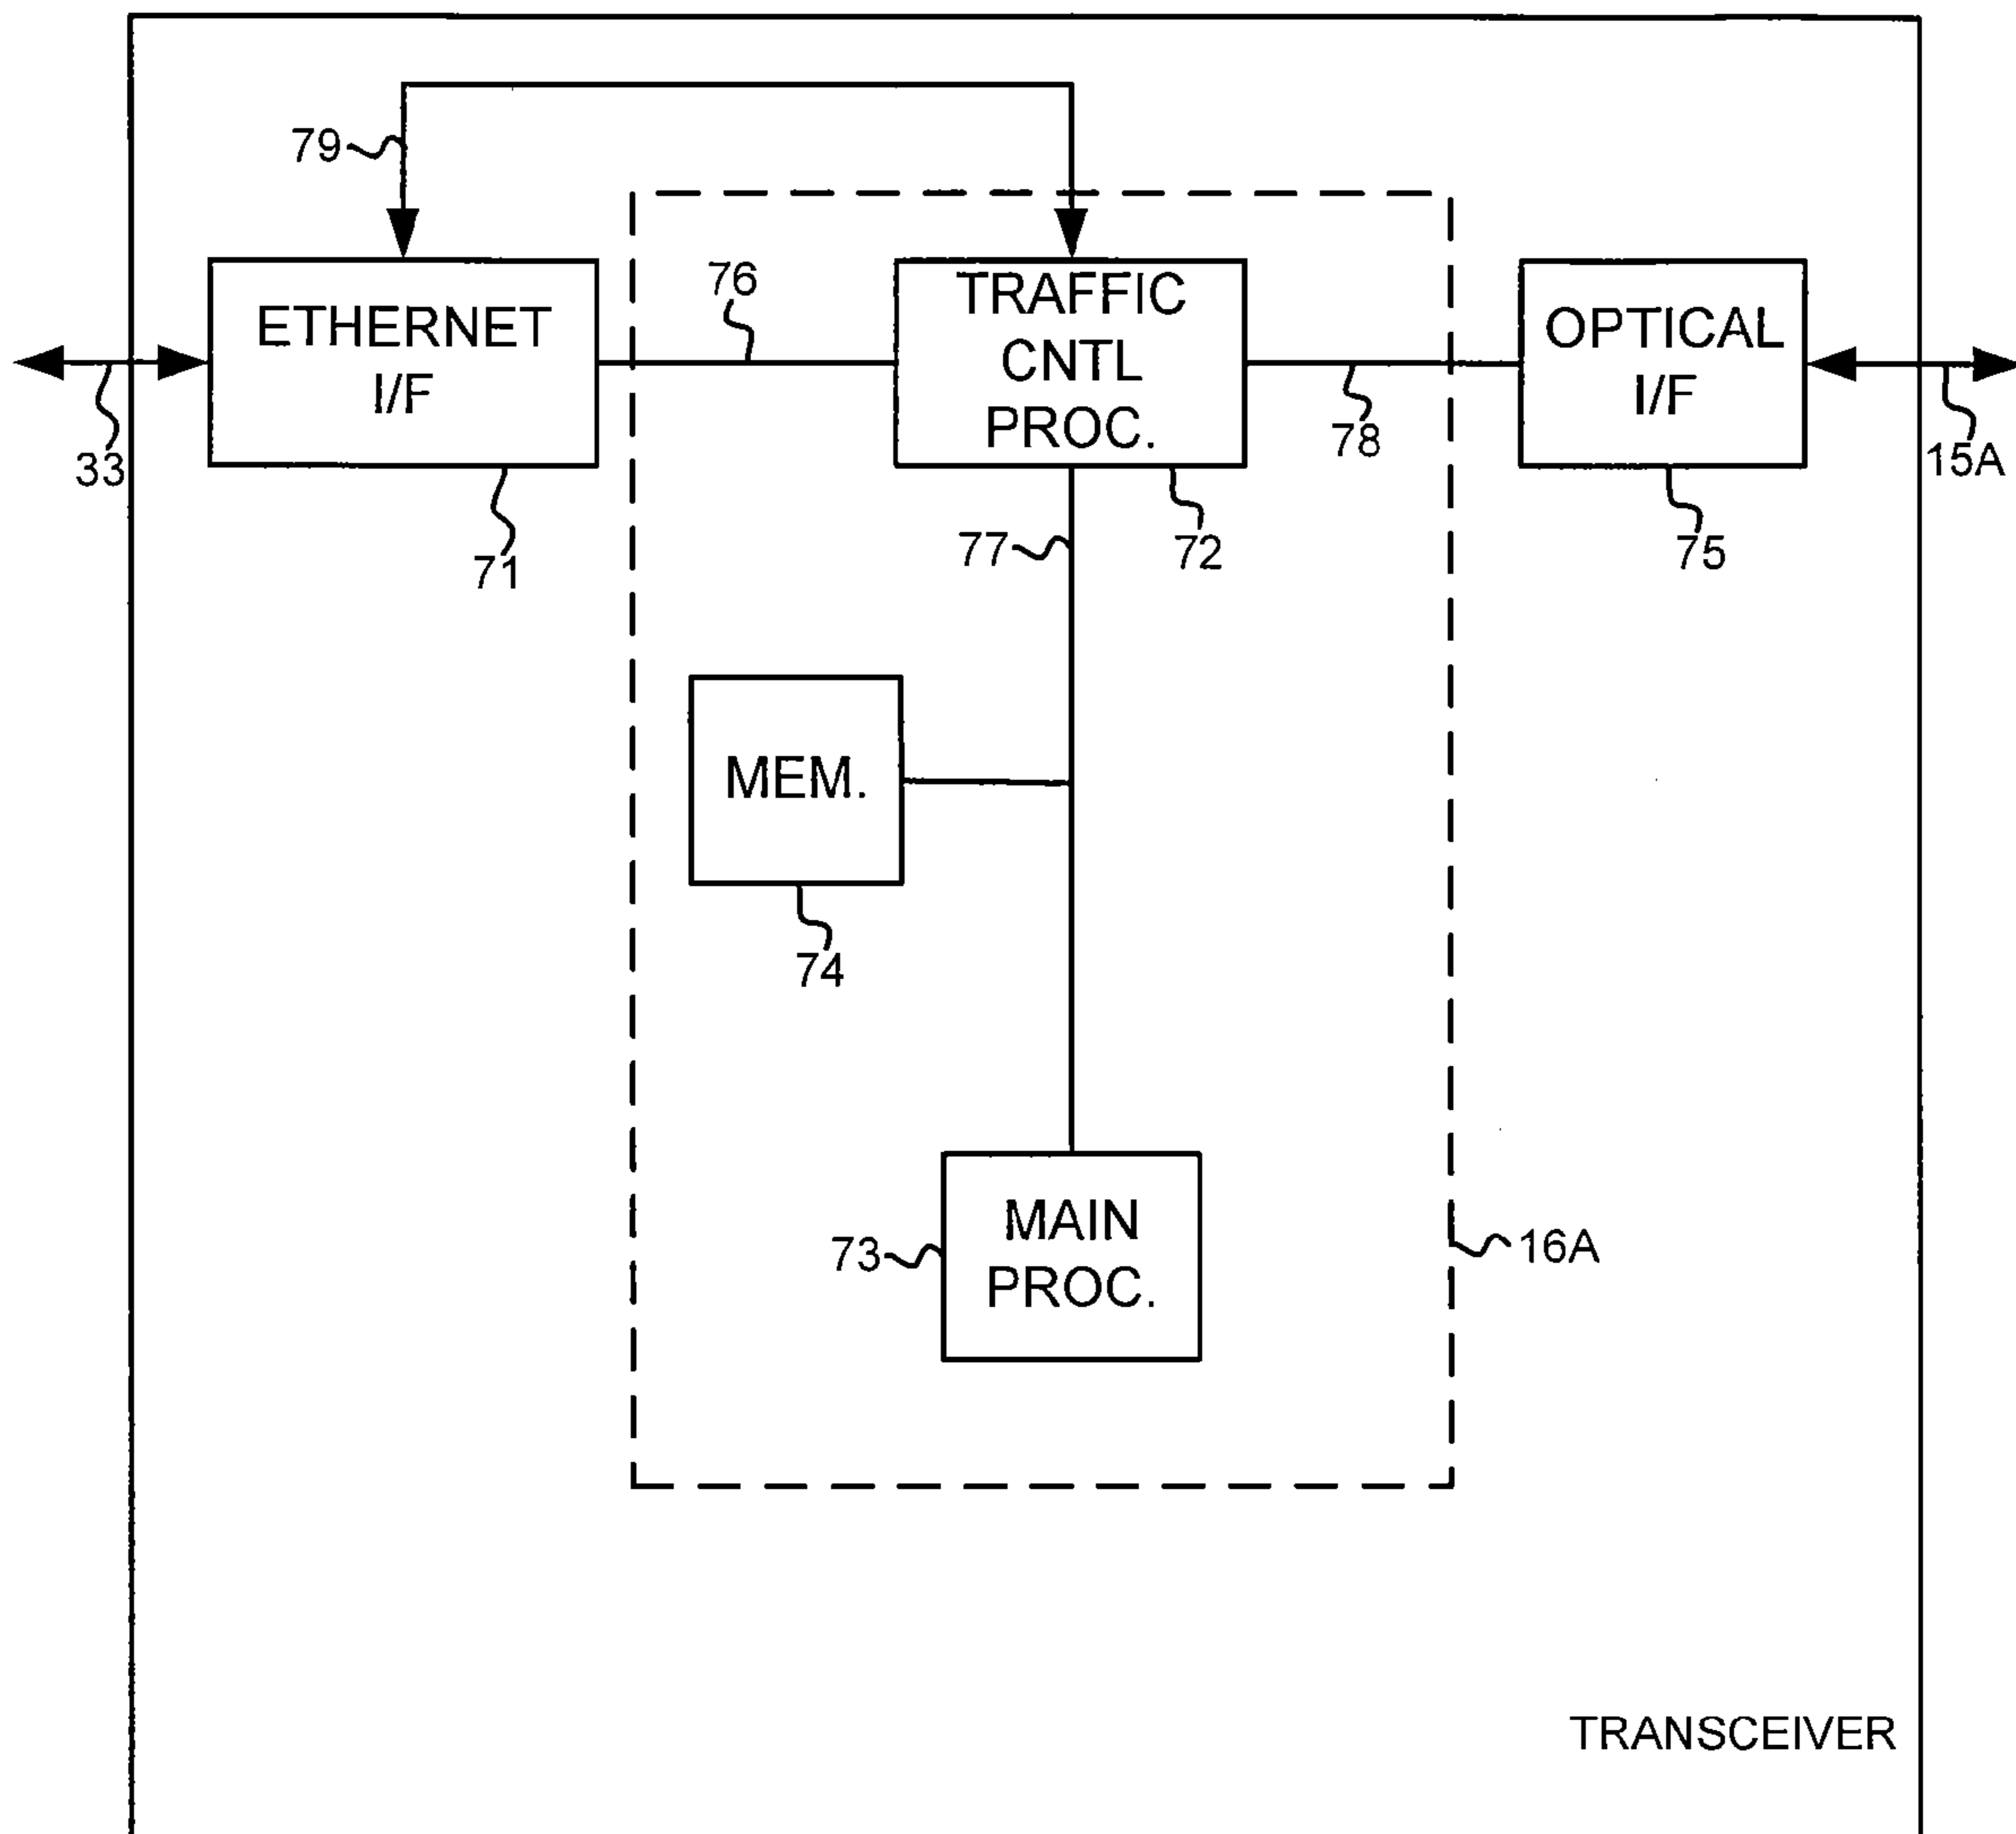 79
76
ETHERNET
I/F
TRAFFIC
CNTL
PROC.
OPTICAL
I/F
33
78
15A
71
77
72
75
MEM.
74
MAIN
PROC.
73
16A
TRANSCEIVER